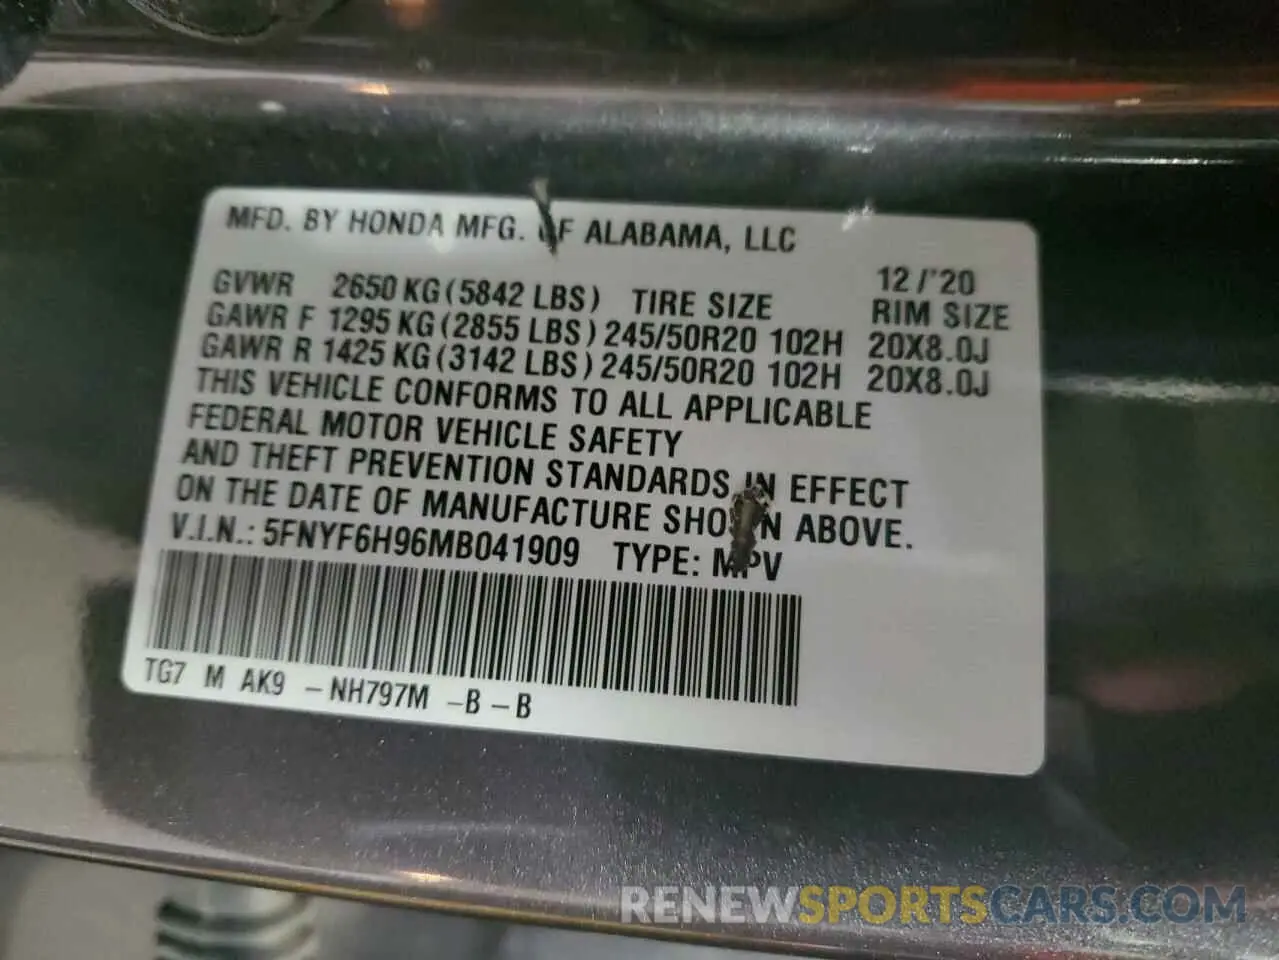 MFD. BY HONDA MFG. OF ALABAMA, LLC
12/'20
GVWR 2650 KG (5842 LBS) TIRE SIZE RIM SIZE
GAWR F 1295 KG (2855 LBS) 245/50R20 102H 20X8.0J
GAWR R 1425 KG (3142 LBS) 245/50R20 102H 20X8.0J
THIS VEHICLE CONFORMS TO ALL APPLICABLE
FEDERAL MOTOR VEHICLE SAFETY
AND THEFT PREVENTION STANDARDS IN EFFECT
ON THE DATE OF MANUFACTURE SHOWN ABOVE.
V.I.N.: 5FNYF6H96MB041909 TYPE: MPV
TG7 M AK9 -NH797M -B-B
RENEWSPORTSCARS.COM